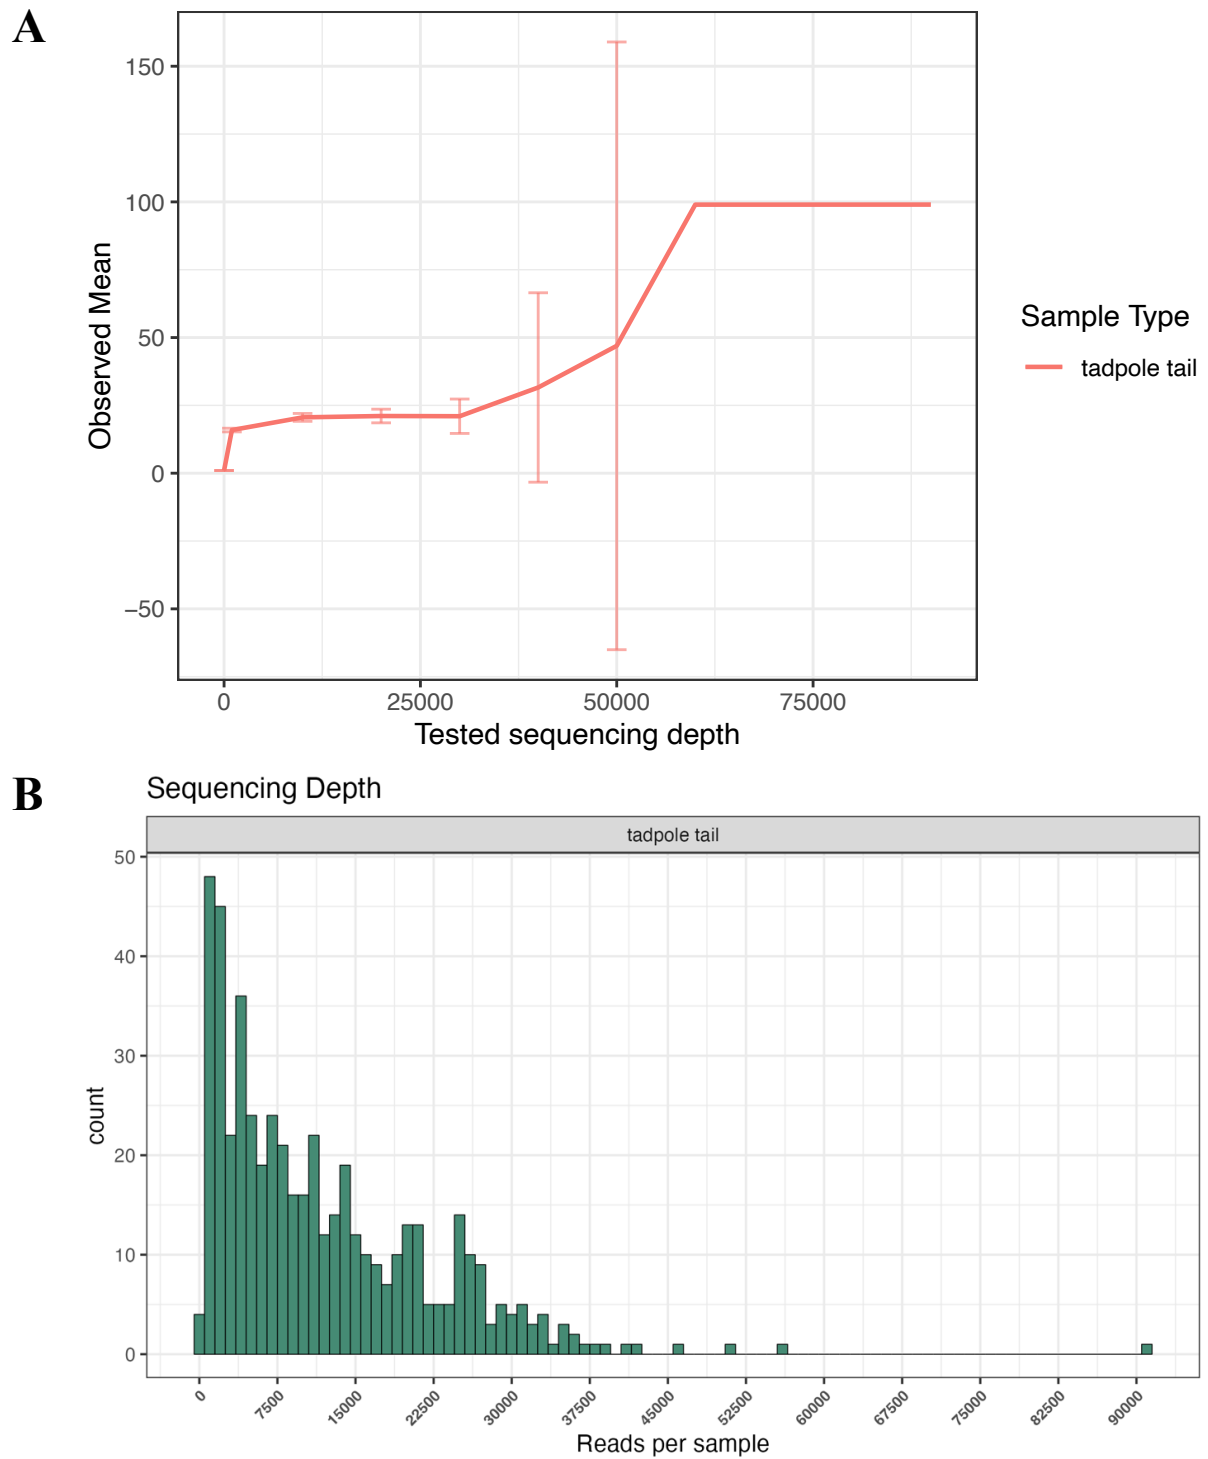 A
150
100
50
0
−50
Observed Mean
0 25000 50000 75000
Tested sequencing depth
Sample Type
tadpole tail
B
Sequencing Depth
tadpole tail
50
40
30
20
10
0
count
0 7500 15000 22500 30000 37500 45000 52500 60000 67500 75000 82500 90000
Reads per sample